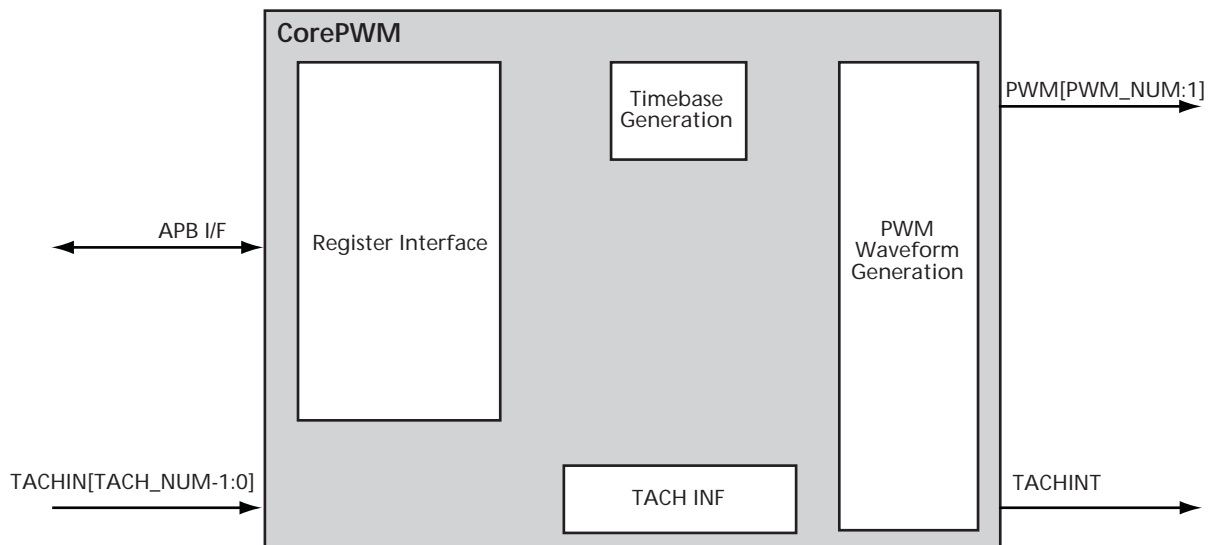 CorePWM
Timebase
Generation
PWM[PWM_NUM:1]
APB I/F
Register Interface
PWM
Waveform
Generation
TACHIN[TACH_NUM-1:0]
TACH INF
TACHINT